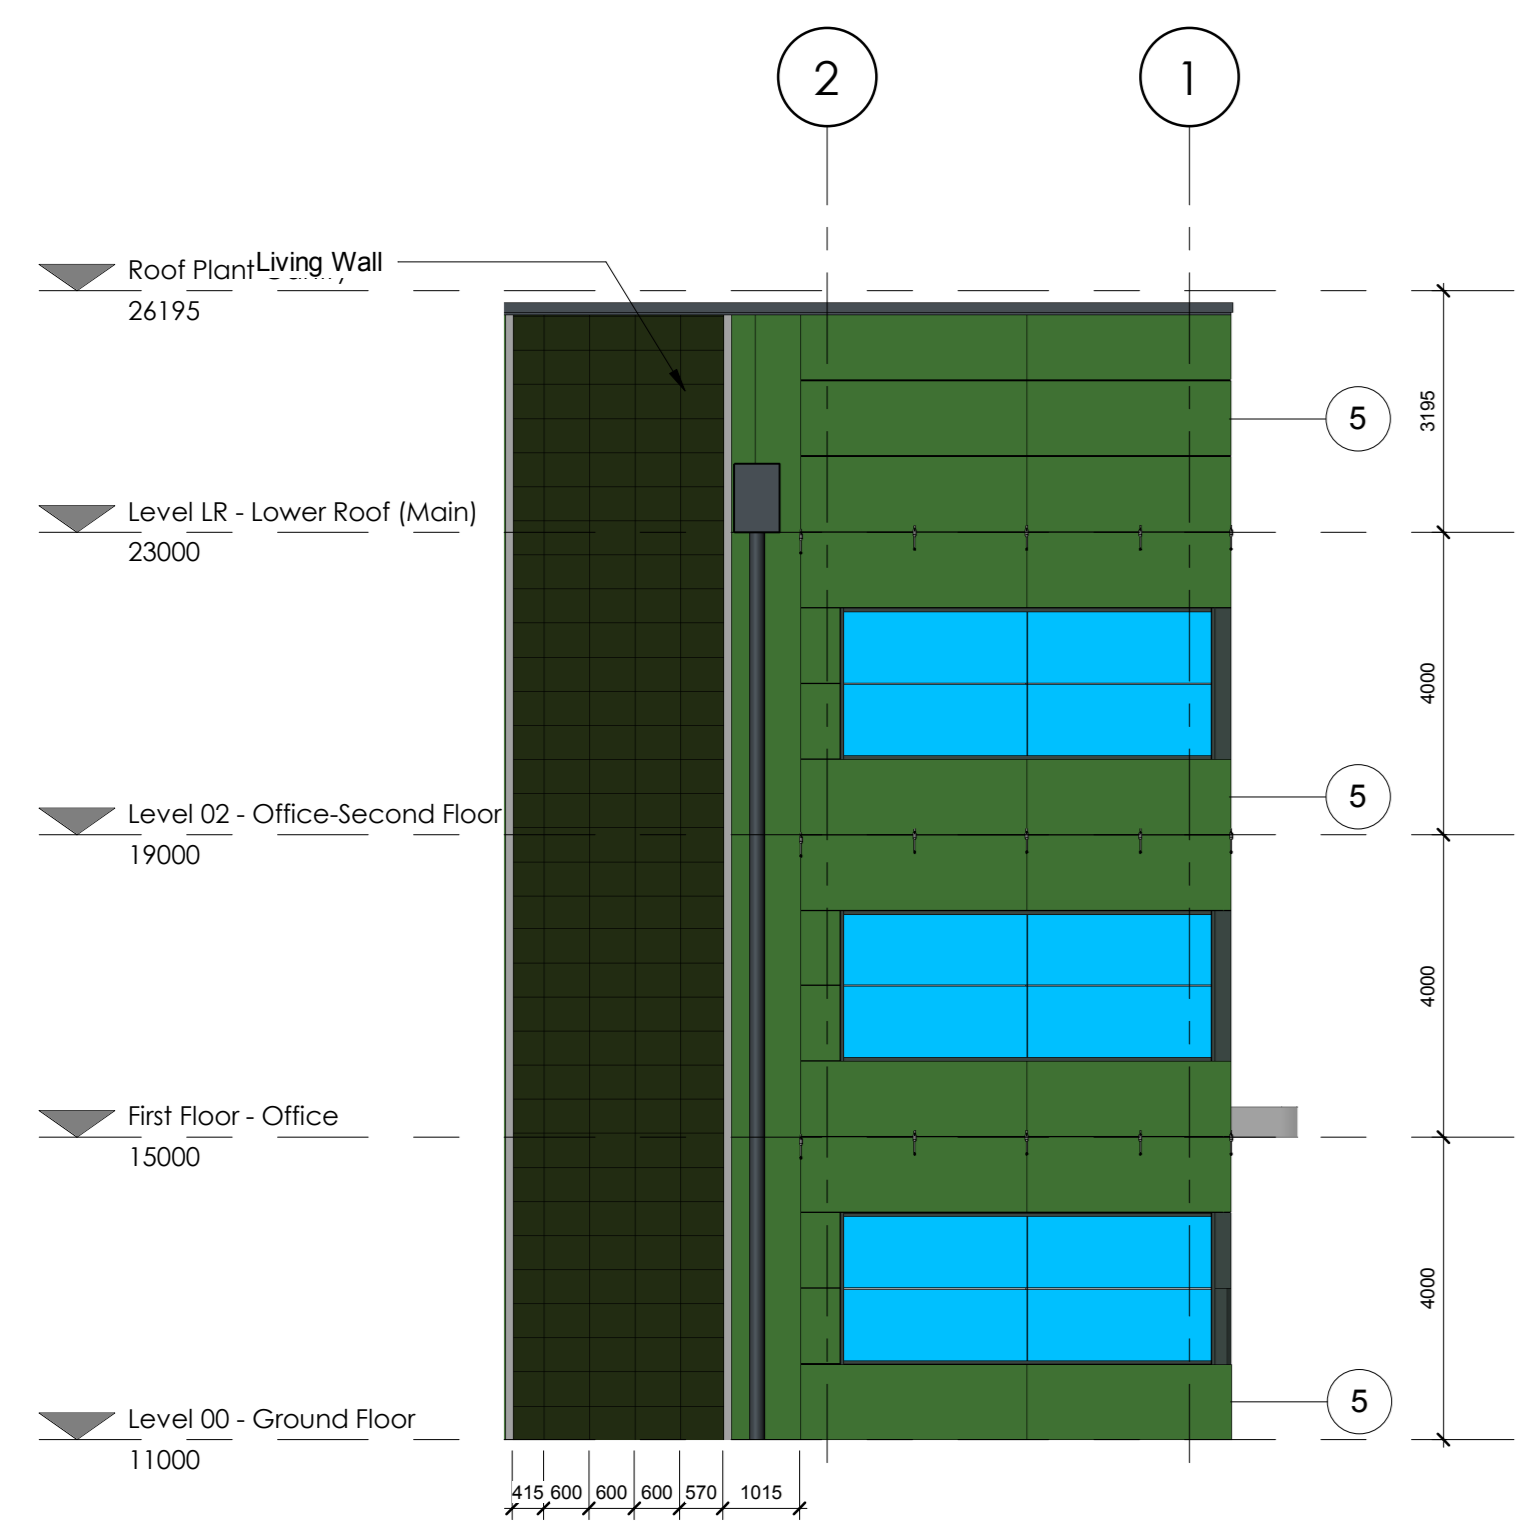 2
1
Roof Plant
Living Wall
26195
3195
5
Level LR - Lower Roof (Main)
23000
4000
5
Level 02 - Office-Second Floor
19000
4000
First Floor - Office
15000
4000
5
Level 00 - Ground Floor
11000
415 600 600 600 570 1015